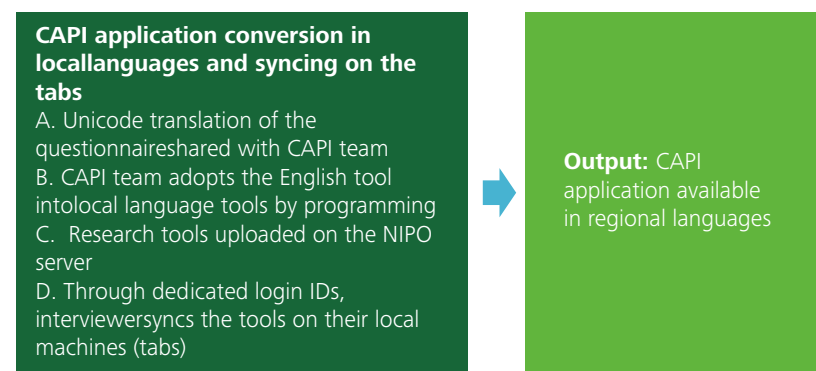 CAPI application conversion in
locallanguages and syncing on the
tabs
A. Unicode translation of the
questionnaireshared with CAPI team
B. CAPI team adopts the English tool
intolocal language tools by programming
C. Research tools uploaded on the NIPO
server
D. Through dedicated login IDs,
interviewersyncs the tools on their local
machines (tabs)
Output: CAPI
application available
in regional languages